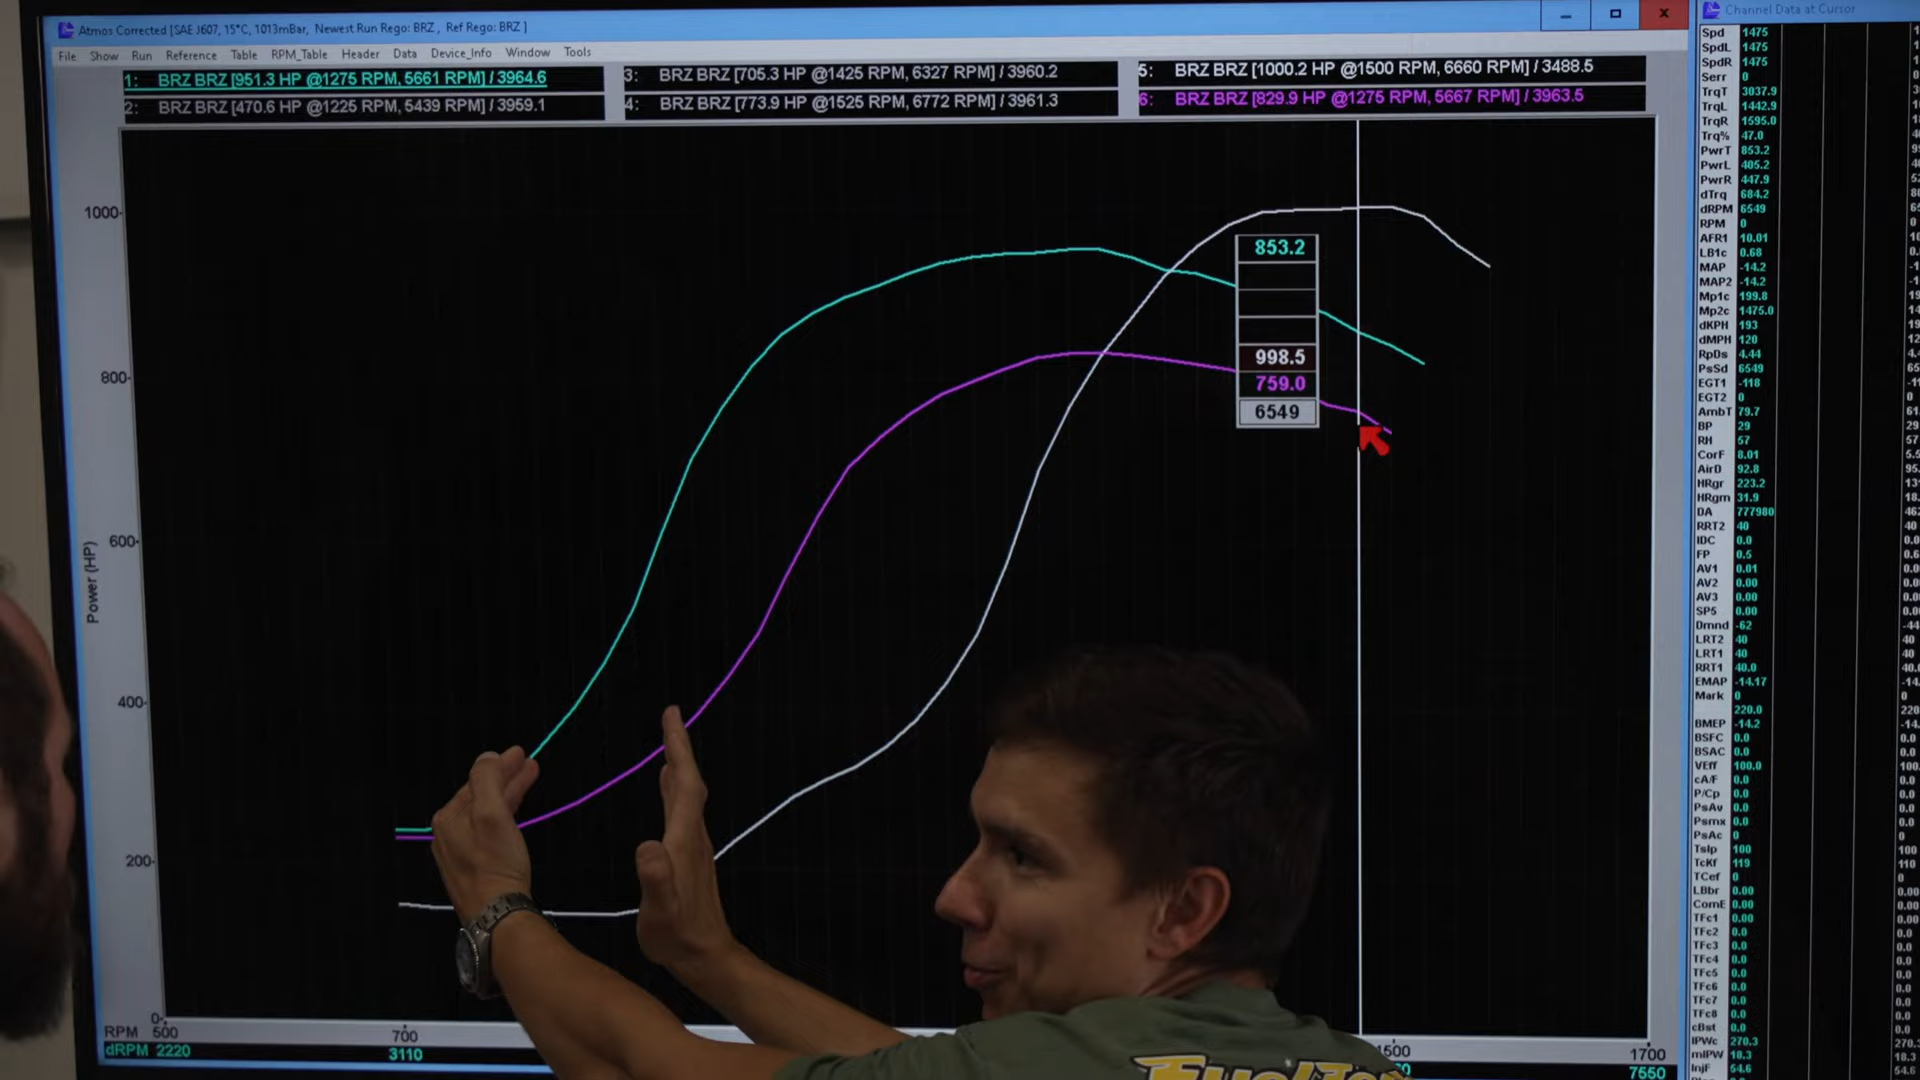 Atmos Corrected [SAE J607, 15°C, 1013mBar, Newest Run Rego: BRZ , Ref Rego: BRZ ]
File Show Run Reference Table RPM_Table Header Data Device_Info Window Tools
1: BRZ BRZ [951.3 HP @1275 RPM, 5661 RPM] / 3964.6
2: BRZ BRZ [470.6 HP @1225 RPM, 5439 RPM] / 3959.1
3: BRZ BRZ [705.3 HP @1425 RPM, 6327 RPM] / 3960.2
4: BRZ BRZ [773.9 HP @1525 RPM, 6772 RPM] / 3961.3
5: BRZ BRZ [1000.2 HP @1500 RPM, 6660 RPM] / 3488.5
6: BRZ BRZ [829.9 HP @1275 RPM, 5667 RPM] / 3963.5
1000
800
600
400
200
0
Power (HP)
853.2
998.5
759.0
6549
RPM 500 700 1500 1700
dRPM 2220 3110 7550
Channel Data at Cursor
Spd 1475
SpdL 1475
SpdR 1475
Serr 0
TrqT 3037.9
TrqL 1442.9
TrqR 1595.0
Trq% 47.0
PwrT 853.2
PwrL 405.2
PwrR 447.9
dTrq 684.2
dRPM 6549
RPM 0
AFR1 10.01
LB1c 0.68
MAP -14.2
MAP2 -14.2
Mp1c 199.8
Mp2c 1475.0
dKPH 193
dMPH 120
RpDs 4.44
PsSd 6549
EGT1 -118
EGT2 0
AmbT 79.7
BP 29
RH 57
CorF 8.01
AirD 92.8
HRgr 223.2
HRgm 31.9
DA 777980
RRT2 40
IDC 0.0
FP 0.5
AV1 0.01
AV2 0.00
AV3 0.00
SP5 0.00
Dmnd -62
LRT2 40
LRT1 40
RRT1 40.0
EMAP -14.17
Mark 0
220.0
BMEP -14.2
BSFC 0.0
BSAC 0.0
VEff 100.0
cA/F 0.0
P/Cp 0.0
PsAv 0.0
Psmx 0.0
PsAc 0
Tslp 100
TcKf 119
TCef 0
LBbr 0.00
ComE 0.00
TFc1 0.00
TFc2 0.0
TFc3 0.0
TFc4 0.0
TFc5 0.0
TFc6 0.0
TFc7 0.0
TFc8 0.0
cBst 0.0
IPWc 270.3
mIPW 18.3
InjF 54.6